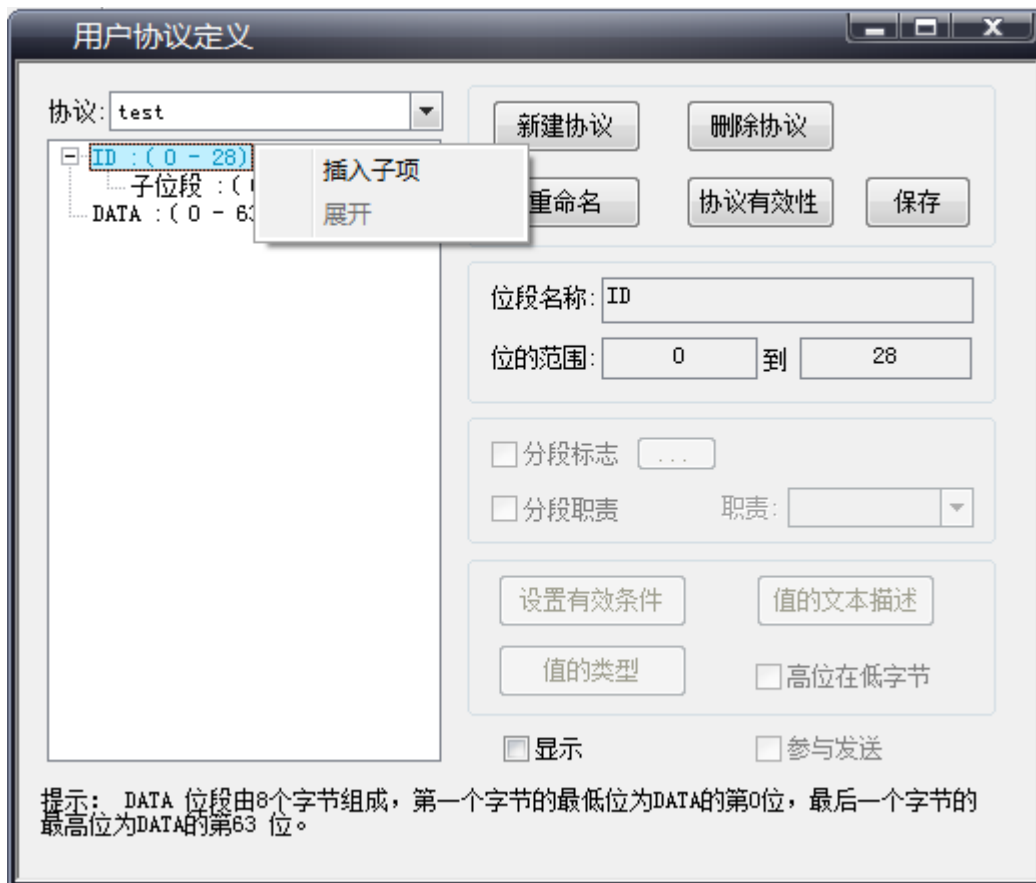 用户协议定义
协议: test
新建协议 删除协议
ID :( 0 - 28)
插入子项
子位段 :(
DATA :( 0 - 63
展开
重命名 协议有效性 保存
位段名称: ID
位的范围: 0 到 28
分段标志 ...
分段职责 职责:
设置有效条件 值的文本描述
值的类型 高位在低字节
显示 参与发送
提示: DATA 位段由8个字节组成，第一个字节的最低位为DATA的第0位，最后一个字节的
最高位为DATA的第63 位。